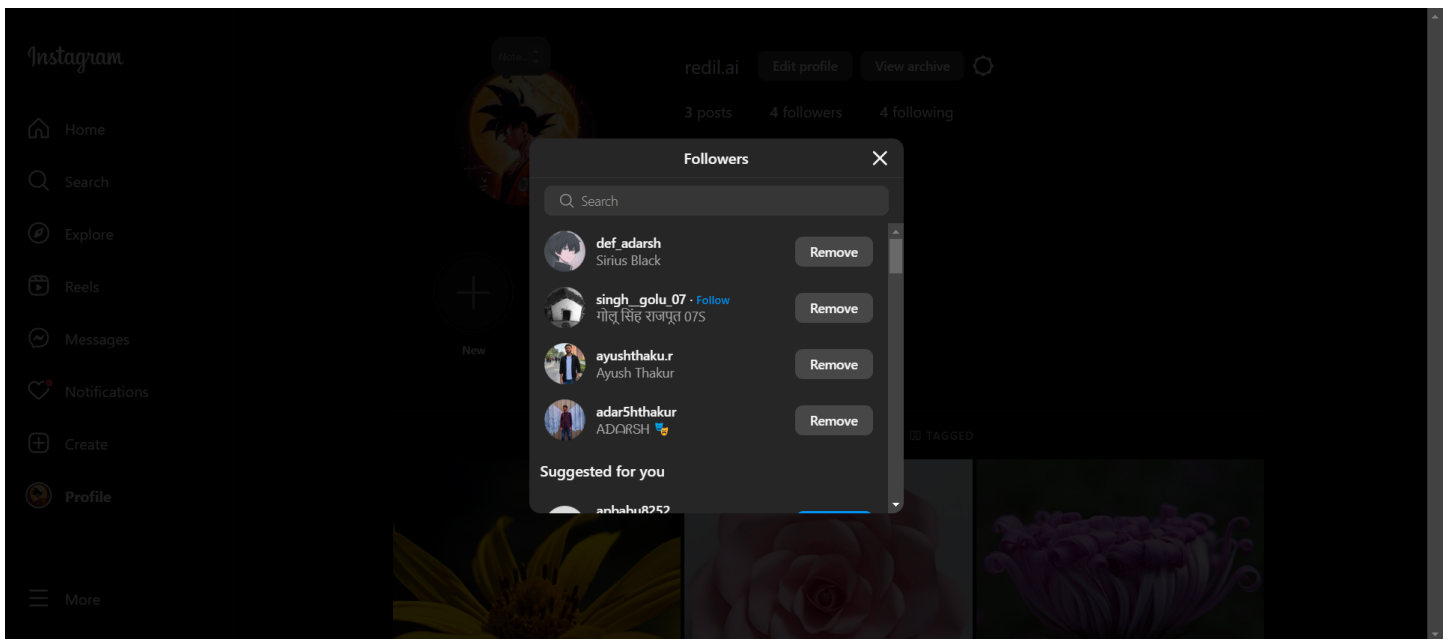 Instagram
Home
Search
Explore
Reels
Messages
Notifications
Create
Profile
More
Note...
redil.ai Edit profile View archive
3 posts 4 followers 4 following
New
TAGGED
Followers
Search
def_adarsh
Sirius Black
Remove
singh__golu_07 · Follow
गोलू सिंह राजपूत 07S
Remove
ayushthaku.r
Ayush Thakur
Remove
adar5hthakur
ADARSH 🎭
Remove
Suggested for you